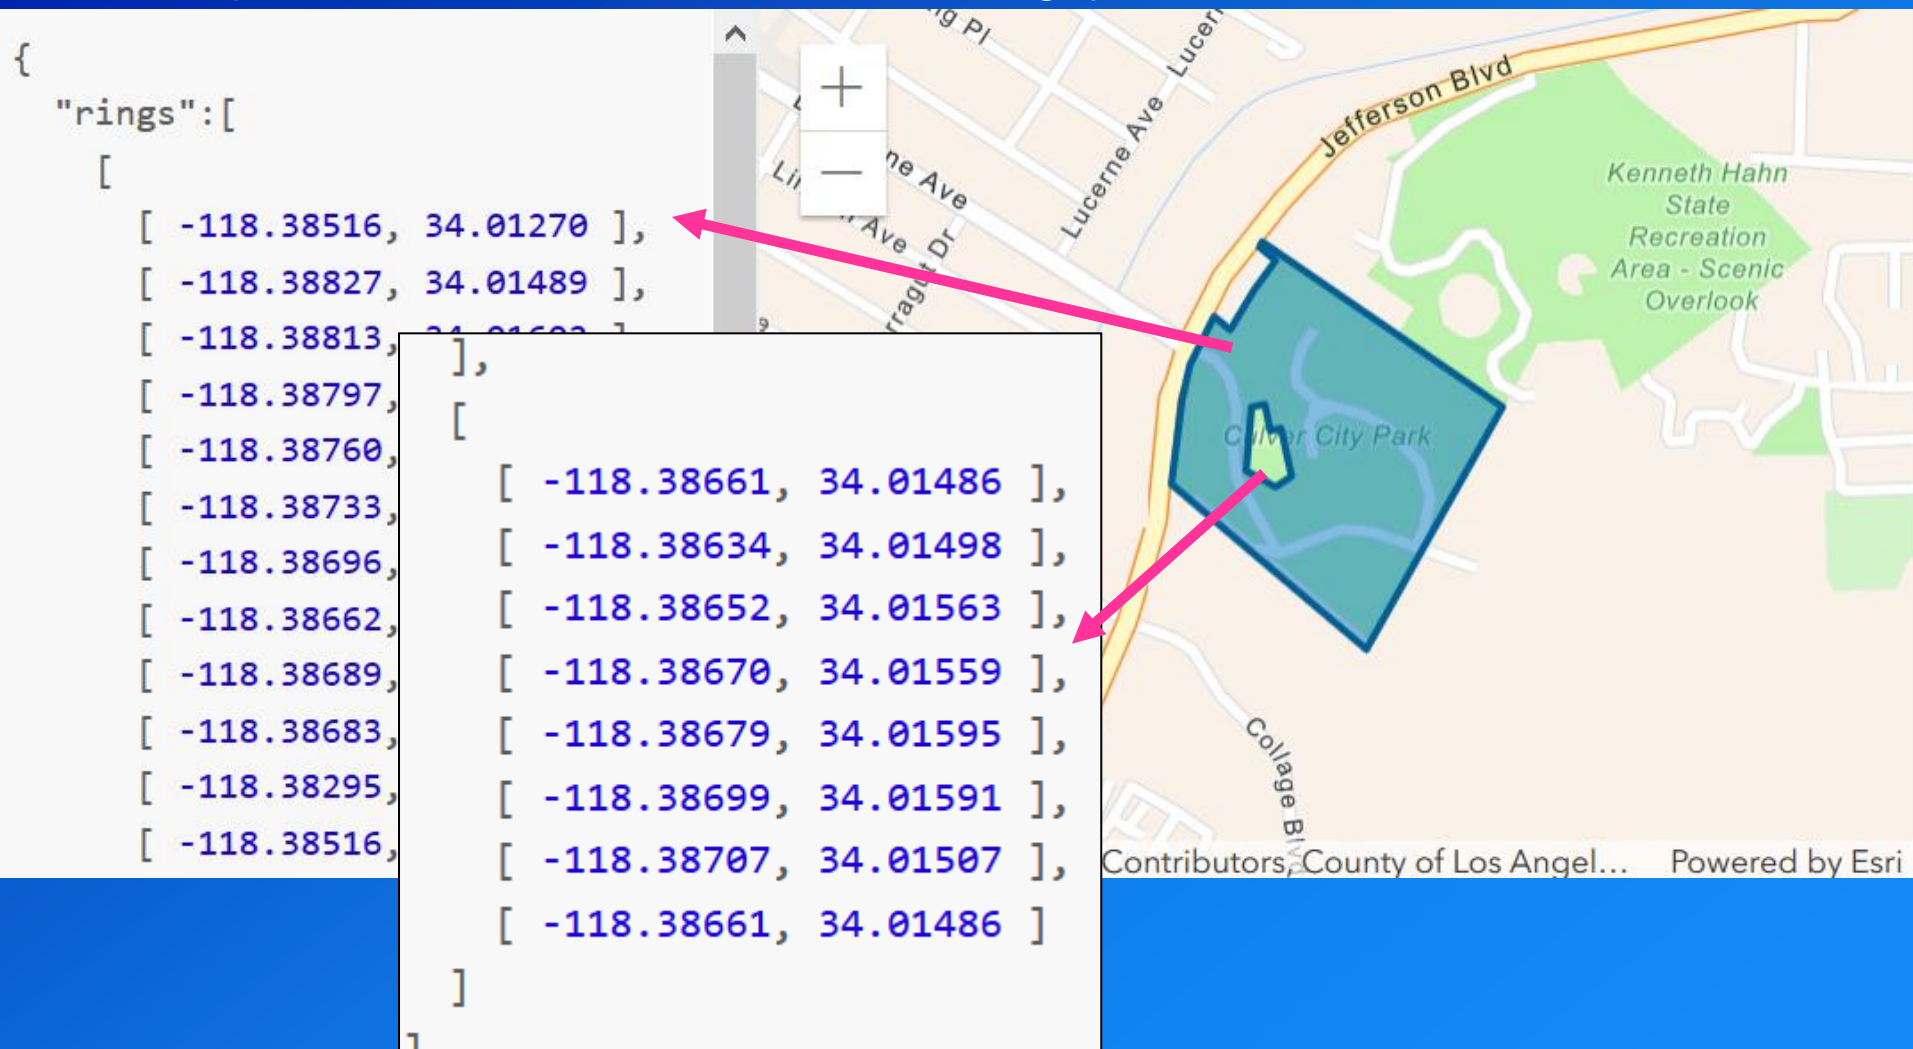 {
"rings":[
[
[ -118.38516, 34.01270 ],
[ -118.38827, 34.01489 ],
[ -118.38813,
[ -118.38797,
[ -118.38760,
[ -118.38733,
[ -118.38696,
[ -118.38662,
[ -118.38689,
[ -118.38683,
[ -118.38295,
[ -118.38516,
],
[
[ -118.38661, 34.01486 ],
[ -118.38634, 34.01498 ],
[ -118.38652, 34.01563 ],
[ -118.38670, 34.01559 ],
[ -118.38679, 34.01595 ],
[ -118.38699, 34.01591 ],
[ -118.38707, 34.01507 ],
[ -118.38661, 34.01486 ]
]
]
+
−
Pl
Lucerne Ave
Ave
Ave
Dr
Jefferson Blvd
Kenneth Hahn
State
Recreation
Area - Scenic
Overlook
Culver City Park
Collage Blvd
Contributors, County of Los Angel...
Powered by Esri